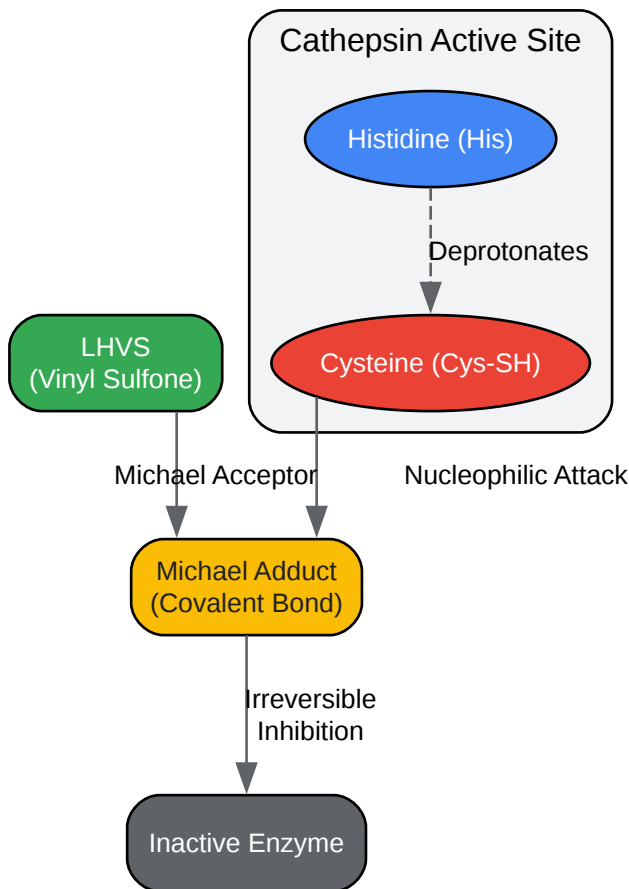 Cathepsin Active Site
Histidine (His)
Deprotonates
LHVS
(Vinyl Sulfone)
Cysteine (Cys-SH)
Michael Acceptor
Nucleophilic Attack
Michael Adduct
(Covalent Bond)
Irreversible
Inhibition
Inactive Enzyme